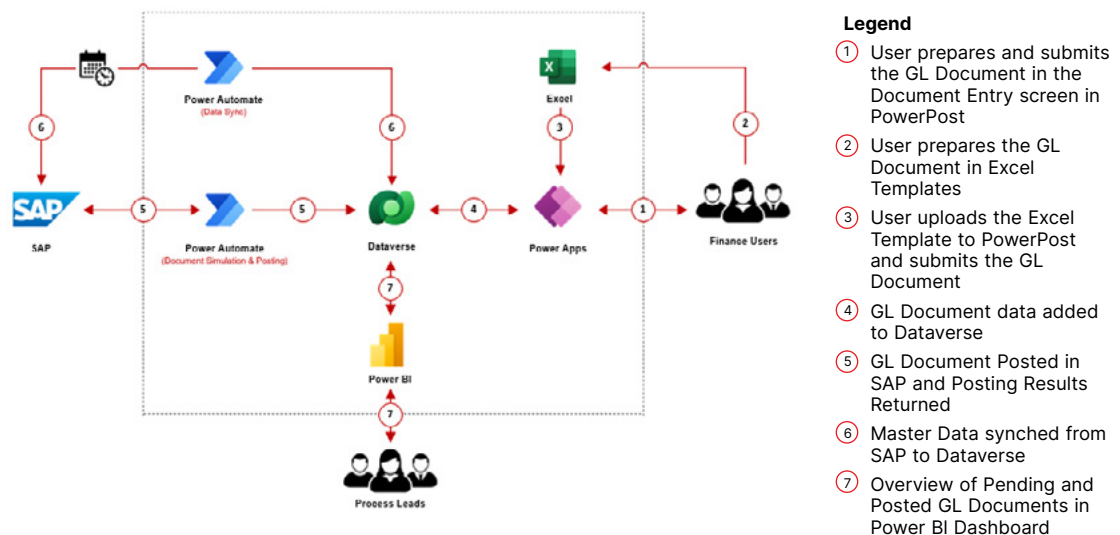 Power Automate
(Data Sync)
Excel
6
6
3
2
SAP
5
5
4
1
SAP
Power Automate
(Document Simulation & Posting)
Dataverse
Power Apps
Finance Users
7
Power BI
7
Process Leads
Legend
1 User prepares and submits
the GL Document in the
Document Entry screen in
PowerPost
2 User prepares the GL
Document in Excel
Templates
3 User uploads the Excel
Template to PowerPost
and submits the GL
Document
4 GL Document data added
to Dataverse
5 GL Document Posted in
SAP and Posting Results
Returned
6 Master Data synched from
SAP to Dataverse
7 Overview of Pending and
Posted GL Documents in
Power BI Dashboard